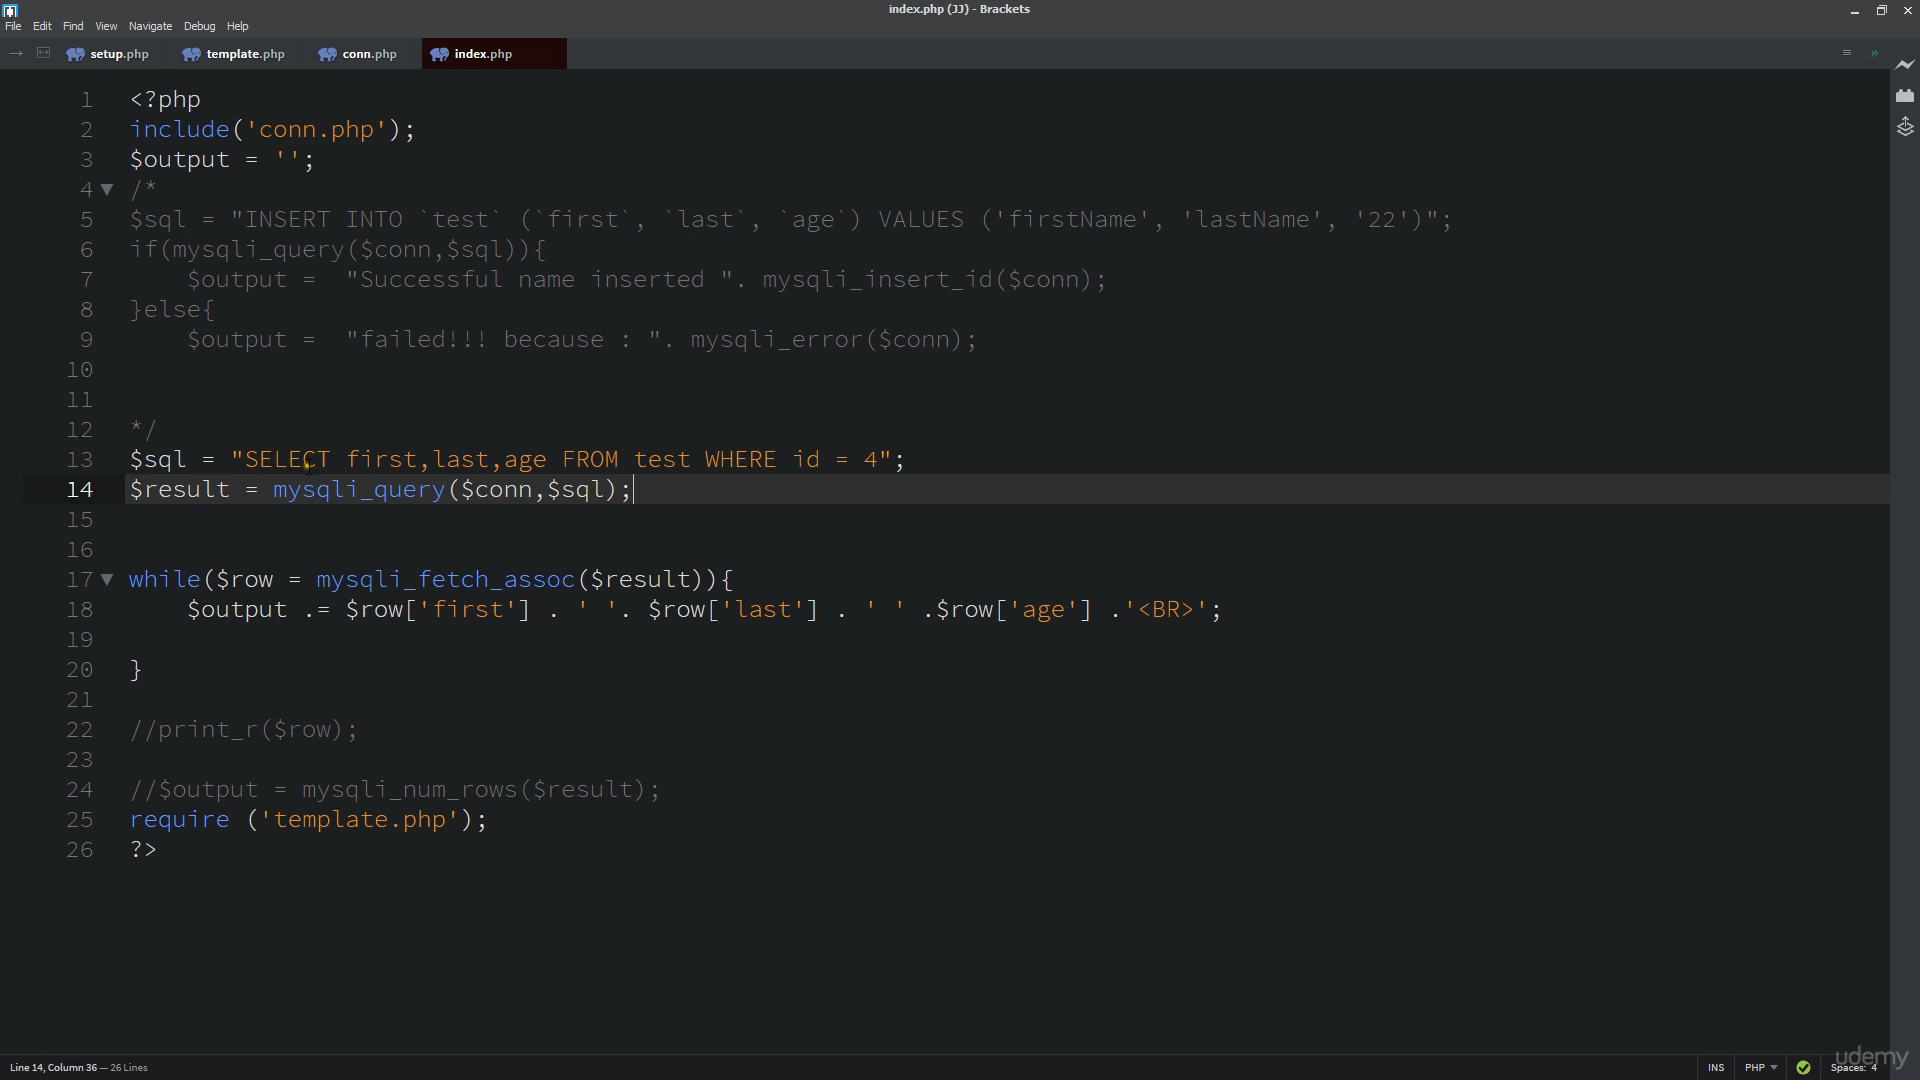 index.php (JJ) - Brackets
File Edit Find View Navigate Debug Help
setup.php template.php conn.php index.php
1 <?php
2 include('conn.php');
3 $output = '';
4 /*
5 $sql = "INSERT INTO `test` (`first`, `last`, `age`) VALUES ('firstName', 'lastName', '22')";
6 if(mysqli_query($conn,$sql)){
7 $output = "Successful name inserted ". mysqli_insert_id($conn);
8 }else{
9 $output = "failed!!! because : ". mysqli_error($conn);
10
11
12 */
13 $sql = "SELECT first,last,age FROM test WHERE id = 4";
14 $result = mysqli_query($conn,$sql);
15
16
17 while($row = mysqli_fetch_assoc($result)){
18 $output .= $row['first'] . ' '. $row['last'] . ' ' .$row['age'] .'<BR>';
19
20 }
21
22 //print_r($row);
23
24 //$output = mysqli_num_rows($result);
25 require ('template.php');
26 ?>
Line 14, Column 36 — 26 Lines
INS PHP Spaces: 4
udemy